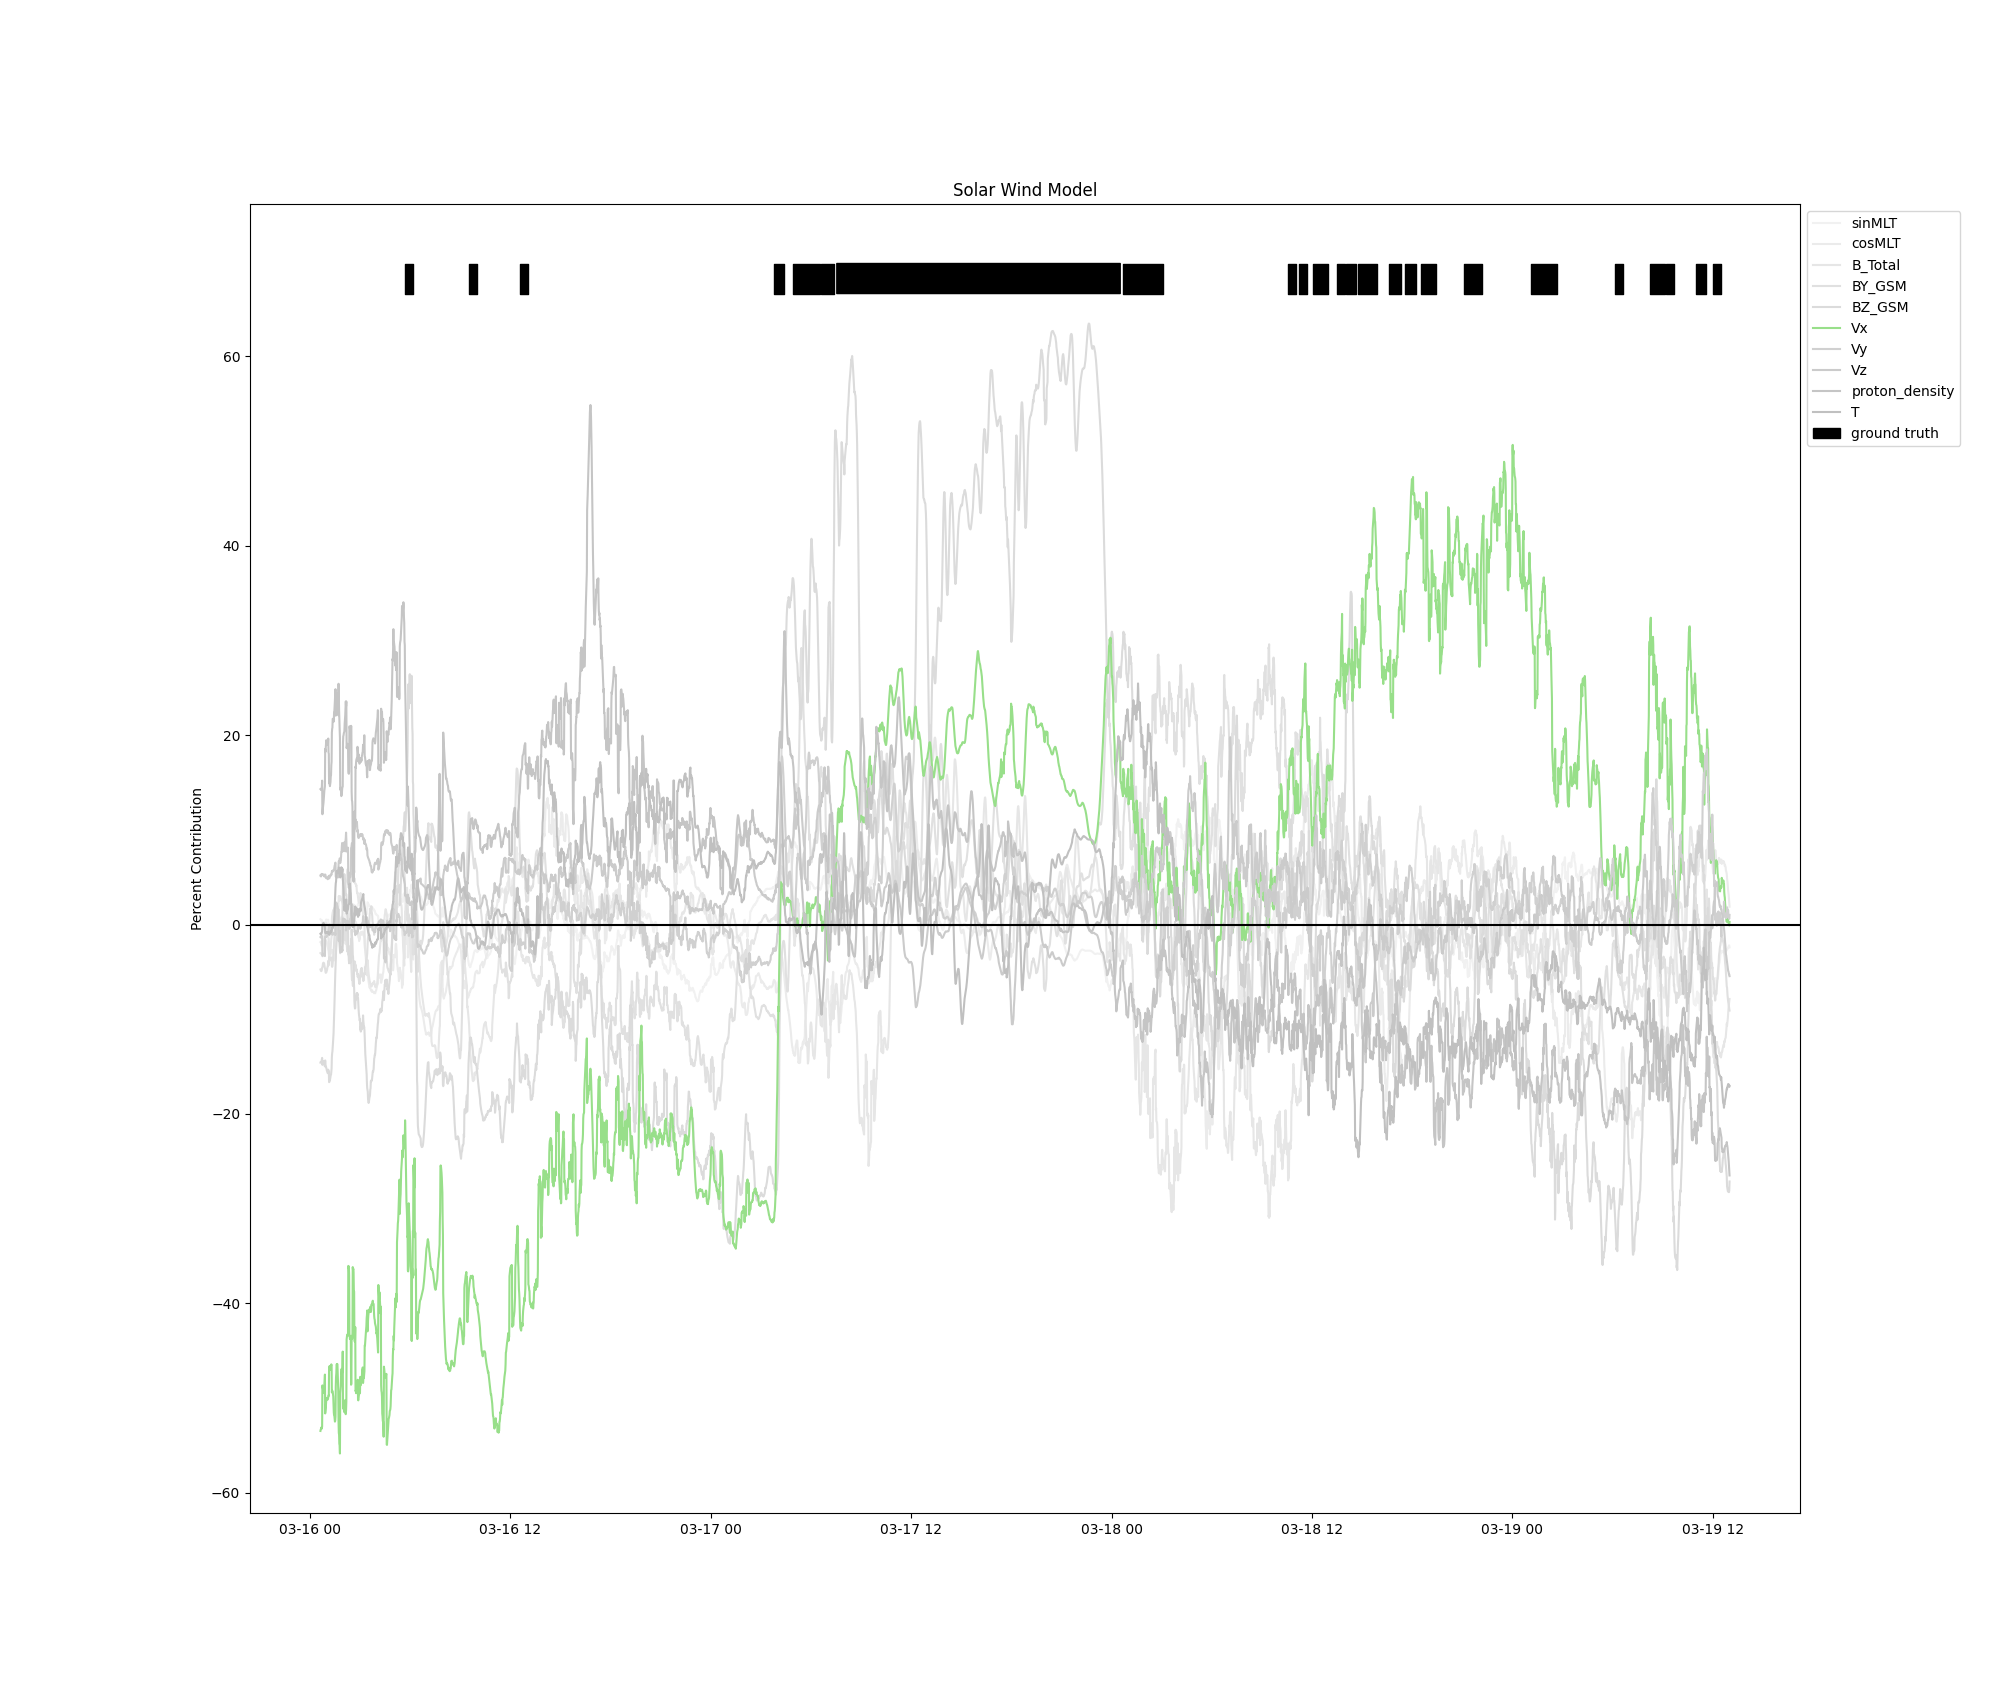 Solar Wind Model
sinMLT
cosMLT
B_Total
BY_GSM
BZ_GSM
Vx
Vy
Vz
proton_density
T
ground truth
Percent Contribution
60
40
20
0
−20
−40
−60
03-16 00
03-16 12
03-17 00
03-17 12
03-18 00
03-18 12
03-19 00
03-19 12